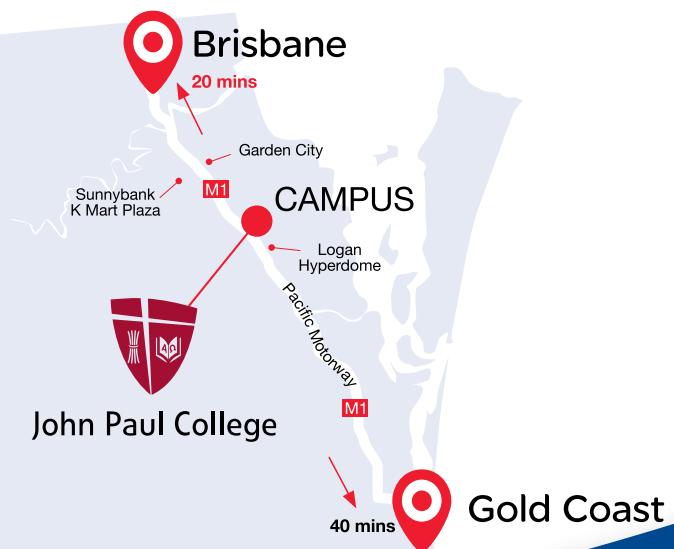 Brisbane
20 mins
Garden City
M1
Sunnybank
K Mart Plaza
CAMPUS
Logan
Hyperdome
Pacific Motorway
ΑΩ
John Paul College
M1
40 mins
Gold Coast